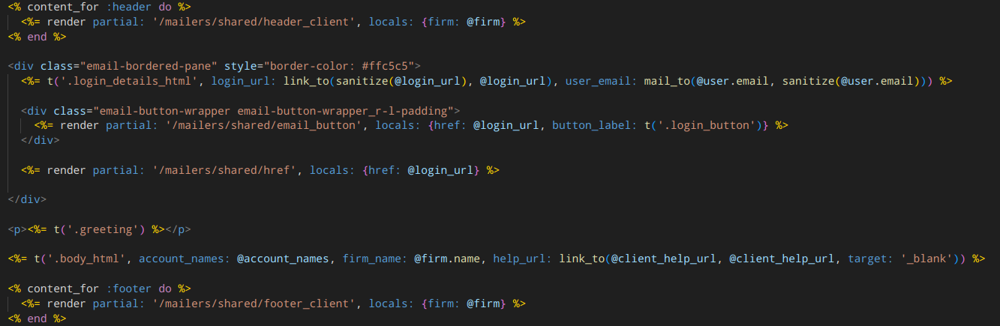 <% content_for :header do %>
  <%= render partial: '/mailers/shared/header_client', locals: {firm: @firm} %>
<% end %>

<div class="email-bordered-pane" style="border-color: #ffc5c5">
  <%= t('.login_details_html', login_url: link_to(sanitize(@login_url), @login_url), user_email: mail_to(@user.email, sanitize(@user.email))) %>

  <div class="email-button-wrapper email-button-wrapper_r-l-padding">
    <%= render partial: '/mailers/shared/email_button', locals: {href: @login_url, button_label: t('.login_button')} %>
  </div>

  <%= render partial: '/mailers/shared/href', locals: {href: @login_url} %>

</div>

<p><%= t('.greeting') %></p>

<%= t('.body_html', account_names: @account_names, firm_name: @firm.name, help_url: link_to(@client_help_url, @client_help_url, target: '_blank')) %>

<% content_for :footer do %>
  <%= render partial: '/mailers/shared/footer_client', locals: {firm: @firm} %>
<% end %>